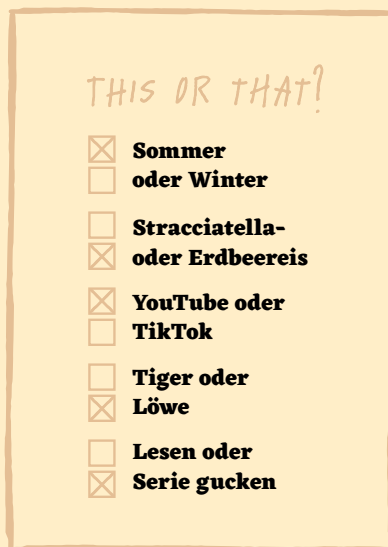 THIS OR THAT?
Sommer
oder Winter
Stracciatella-
oder Erdbeereis
YouTube oder
TikTok
Tiger oder
Löwe
Lesen oder
Serie gucken